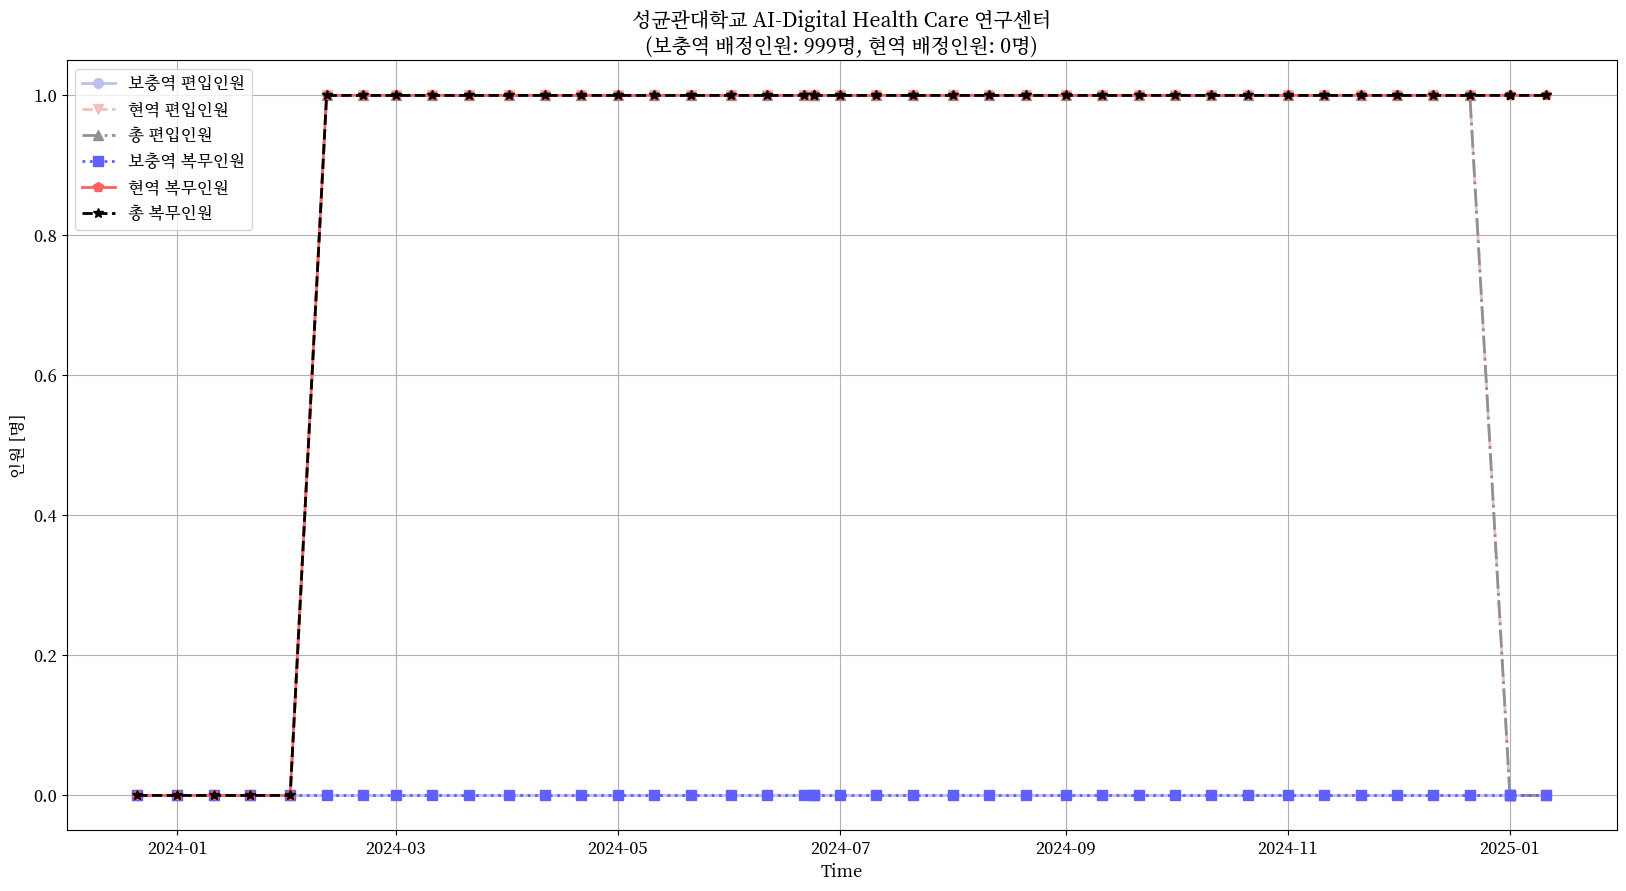 성균관대학교 AI-Digital Health Care 연구센터
(보충역 배정인원: 999명, 현역 배정인원: 0명)
보충역 편입인원
현역 편입인원
총 편입인원
보충역 복무인원
현역 복무인원
총 복무인원
1.0
0.8
0.6
0.4
0.2
0.0
인원 [명]
2024-01
2024-03
2024-05
2024-07
2024-09
2024-11
2025-01
Time